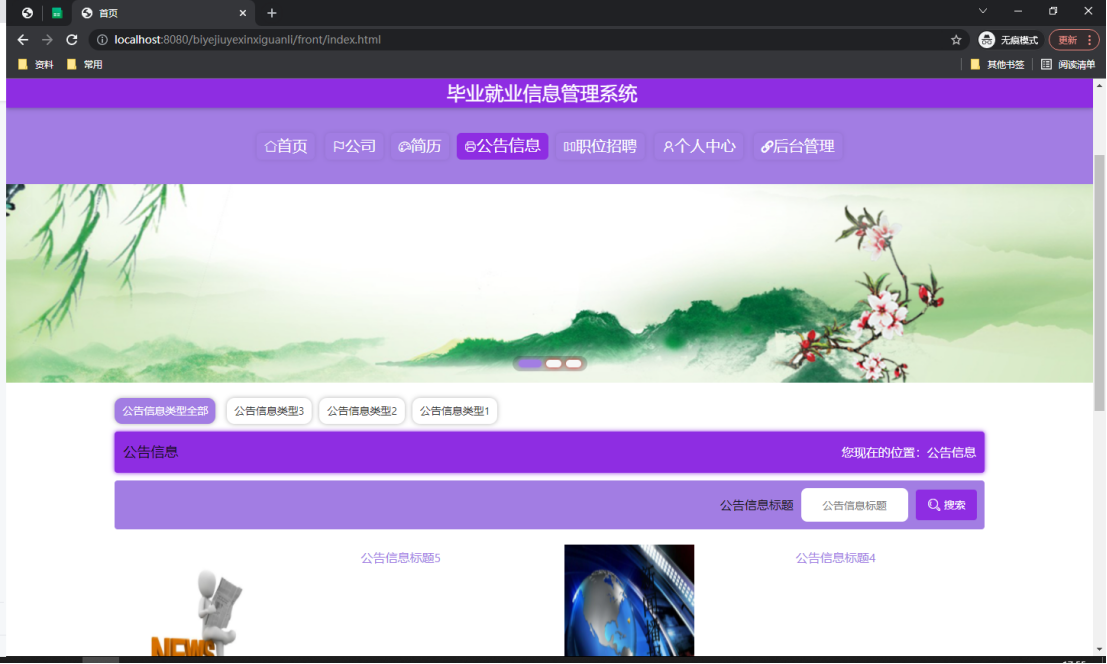 首页
localhost:8080/biyejiuyexinxiguanli/front/index.html
无痕模式
更新
资料
常用
其他书签
阅读清单
毕业就业信息管理系统
首页
公司
简历
公告信息
职位招聘
个人中心
后台管理
公告信息类型全部
公告信息类型3
公告信息类型2
公告信息类型1
公告信息
您现在的位置：公告信息
公告信息标题
公告信息标题
搜索
公告信息标题5
公告信息标题4
NEWS